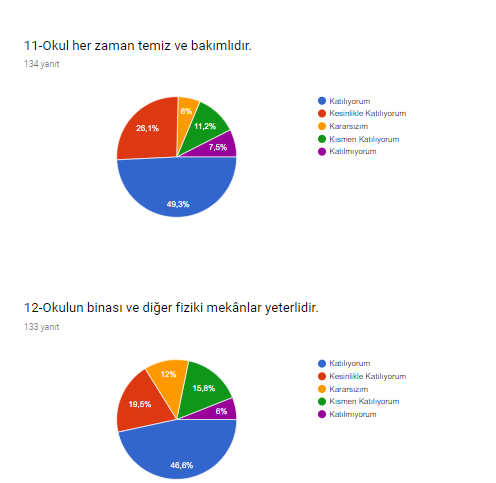 11-Okul her zaman temiz ve bakımlıdır.
134 yanıt
Katılıyorum
Kesinlikle Katılıyorum
Kararsızım
Kısmen Katılıyorum
Katılmıyorum
6%
26,1%
11,2%
7,5%
49,3%
12-Okulun binası ve diğer fiziki mekânlar yeterlidir.
133 yanıt
Katılıyorum
Kesinlikle Katılıyorum
Kararsızım
Kısmen Katılıyorum
Katılmıyorum
12%
15,8%
19,5%
6%
46,6%